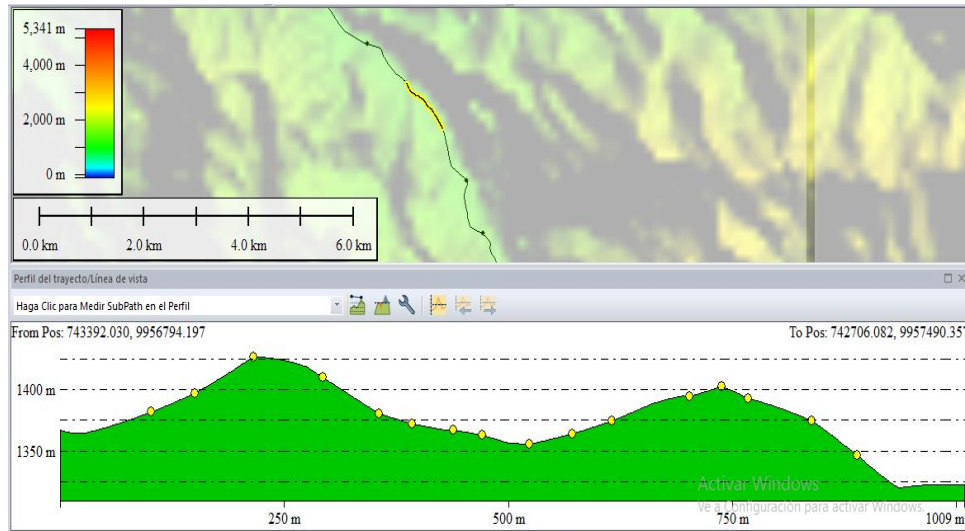 5,341 m
4,000 m
2,000 m
0 m
0.0 km 2.0 km 4.0 km 6.0 km
Perfil del trayecto/Línea de vista
Haga Clic para Medir SubPath en el Perfil
From Pos: 743392.030, 9956794.197 To Pos: 742706.082, 9957490.357
1400 m
1350 m
Activar Windows
Ve a Configuración para activar Windows.
250 m 500 m 750 m 1009 m